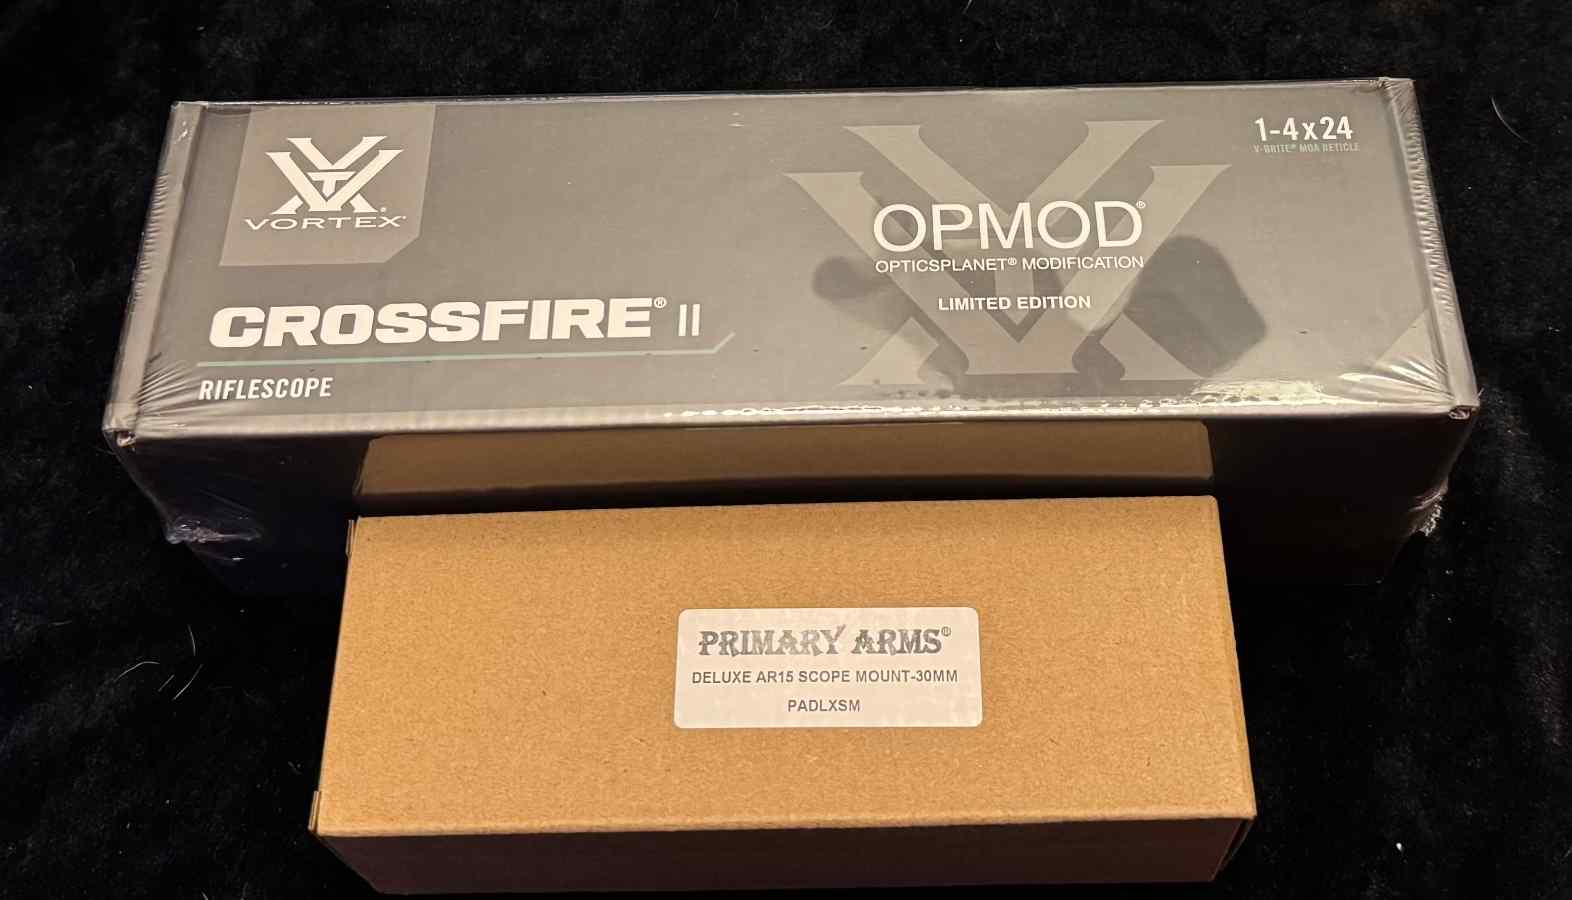 VORTEX®
CROSSFIRE® II
RIFLESCOPE
OPMOD®
OPTICSPLANET® MODIFICATION
LIMITED EDITION
1-4x24
V-BRITE® MOA RETICLE
PRIMARY ARMS®
DELUXE AR15 SCOPE MOUNT-30MM
PADLXSM